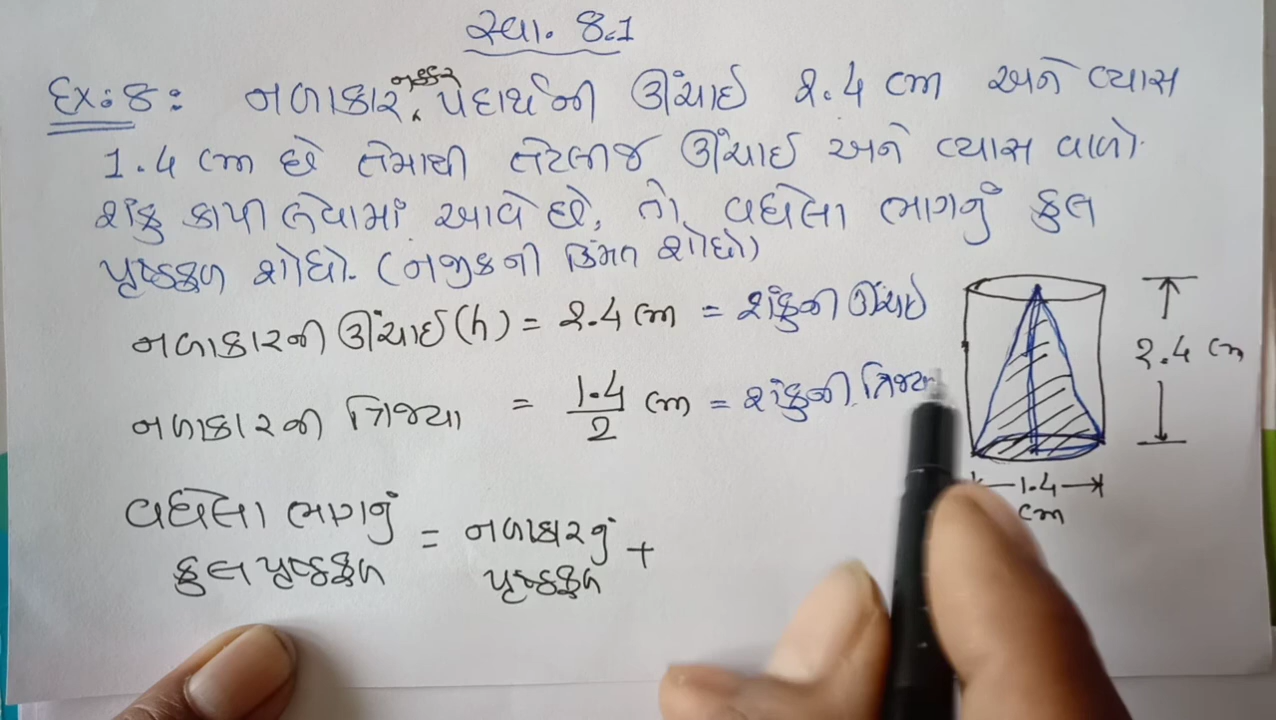 સ્વા. 8.1
Ex:8: નળાકાર નક્કર પદાર્થની ઊંચાઈ 2.4 cm અને વ્યાસ
1.4 cm છે તેમાથી તેટલીજ ઊંચાઈ અને વ્યાસ વાળો
શંકુ કાપી લેવામાં આવે છે, તો વધેલા ભાગનું કુલ
પૃષ્ઠફળ શોધો. (નજીકની કિંમત શોધો)
નળાકારની ઊંચાઈ (h) = 2.4 cm = શંકુની ઊંચાઈ
નળાકારની ત્રિજ્યા = 1.4/2 cm = શંકુની ત્રિજ્યા
2.4 cm
1.4
cm
વધેલા ભાગનું
કુલ પૃષ્ઠફળ = નળાકારનું
પૃષ્ઠફળ +